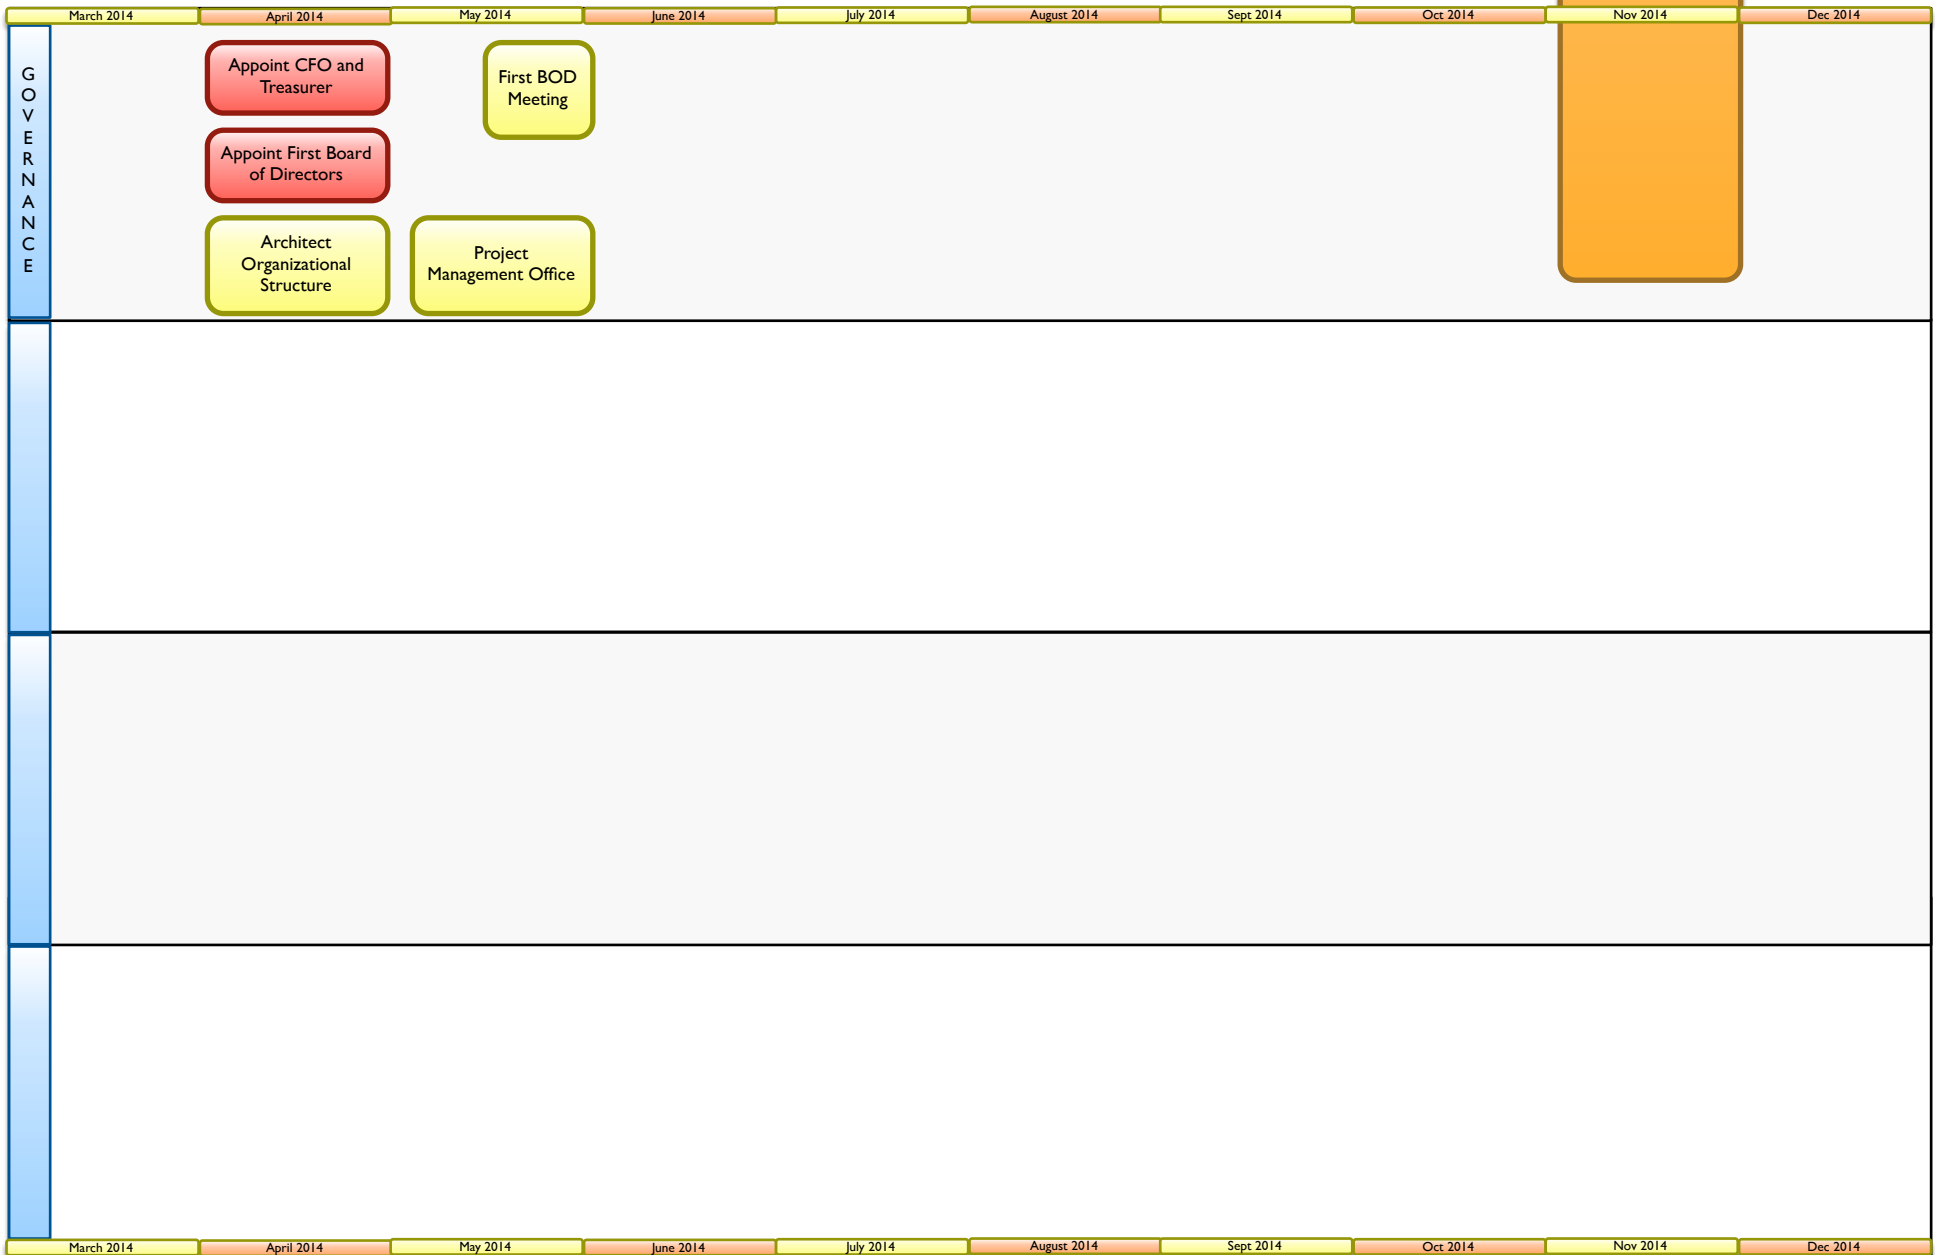 March 2014
April 2014
May 2014
June 2014
July 2014
August 2014
Sept 2014
Oct 2014
Nov 2014
Dec 2014
G
O
V
E
R
N
A
N
C
E
Appoint CFO and
Treasurer
First BOD
Meeting
Appoint First Board
of Directors
Architect
Organizational
Structure
Project
Management Office
March 2014
April 2014
May 2014
June 2014
July 2014
August 2014
Sept 2014
Oct 2014
Nov 2014
Dec 2014